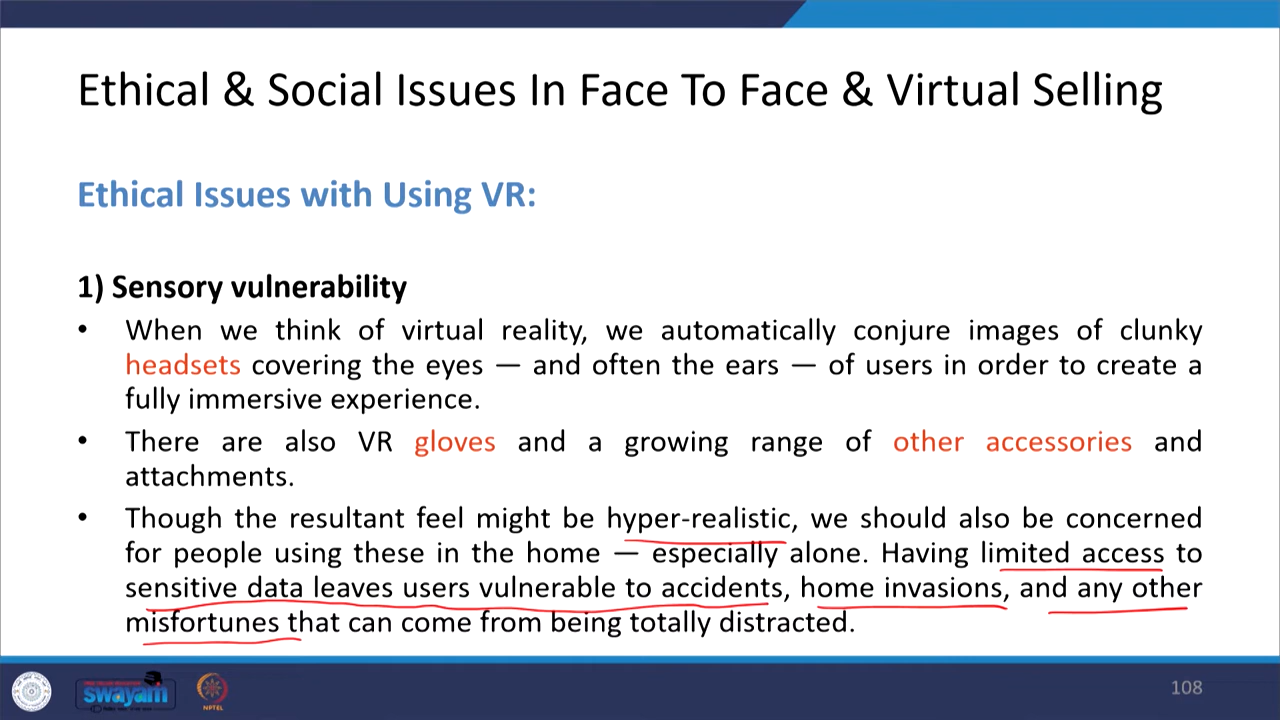 Ethical & Social Issues In Face To Face & Virtual Selling
Ethical Issues with Using VR:
1) Sensory vulnerability
• When we think of virtual reality, we automatically conjure images of clunky
headsets covering the eyes — and often the ears — of users in order to create a
fully immersive experience.
• There are also VR gloves and a growing range of other accessories and
attachments.
• Though the resultant feel might be hyper-realistic, we should also be concerned
for people using these in the home — especially alone. Having limited access to
sensitive data leaves users vulnerable to accidents, home invasions, and any other
misfortunes that can come from being totally distracted.
swayam
NPTEL
108